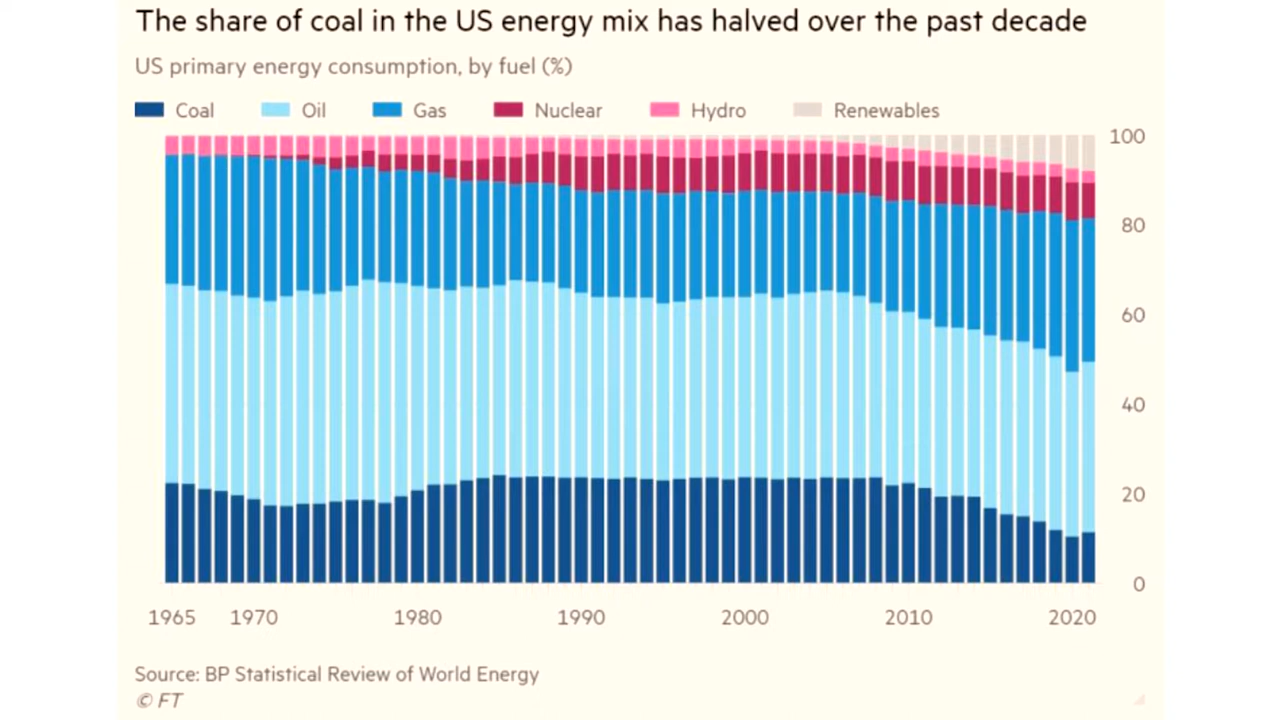 The share of coal in the US energy mix has halved over the past decade
US primary energy consumption, by fuel (%)
Coal Oil Gas Nuclear Hydro Renewables
100
80
60
40
20
0
1965 1970 1980 1990 2000 2010 2020
Source: BP Statistical Review of World Energy
© FT